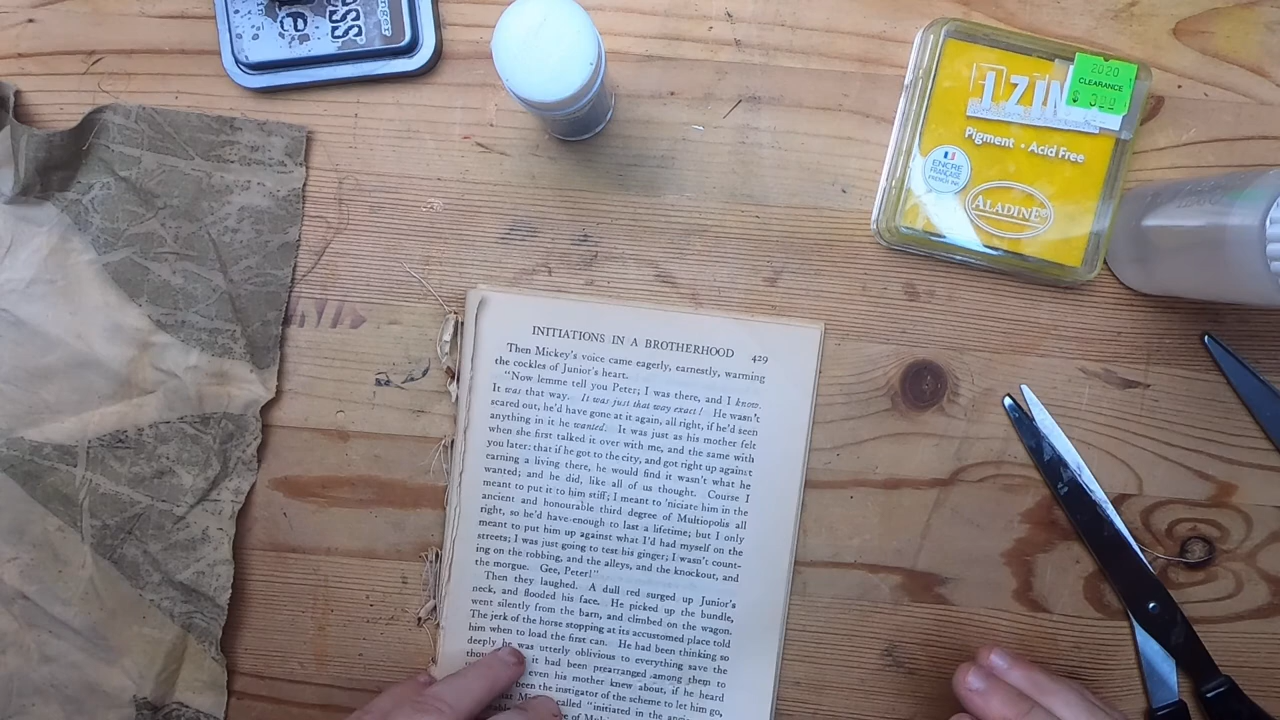 ess
nger
2020
CLEARANCE
$ 3.00
IZIN
Pigment • Acid Free
ENCRE
FRANÇAISE
FRENCH INK
ALADINE®
INITIATIONS IN A BROTHERHOOD 429
Then Mickey's voice came eagerly, earnestly, warming
the cockles of Junior's heart.
"Now lemme tell you Peter; I was there, and I know.
It was that way. It was just that way exact! He wasn't
scared out, he'd have gone at it again, all right, if he'd seen
anything in it he wanted. It was just as his mother felt
when she first talked it over with me, and the same with
you later: that if he got to the city, and got right up against
earning a living there, he would find it wasn't what he
wanted; and he did, like all of us thought. Course I
meant to put it to him stiff; I meant to 'niciate him in the
ancient and honourable third degree of Multiopolis all
right, so he'd have enough to last a lifetime; but I only
meant to put him up against what I'd had myself on the
streets; I was just going to test his ginger; I wasn't count-
ing on the robbing, and the alleys, and the knockout, and
the morgue. Gee, Peter!"
Then they laughed. A dull red surged up Junior's
neck, and flooded his face. He picked up the bundle,
went silently from the barn, and climbed on the wagon.
The jerk of the horse stopping at its accustomed place told
him when to load the first can. He had been thinking so
deeply he was utterly oblivious to everything save the
it had been prearranged among them to
even his mother knew about, if he heard
been the instigator of the scheme to let him go,
called "initiated in the